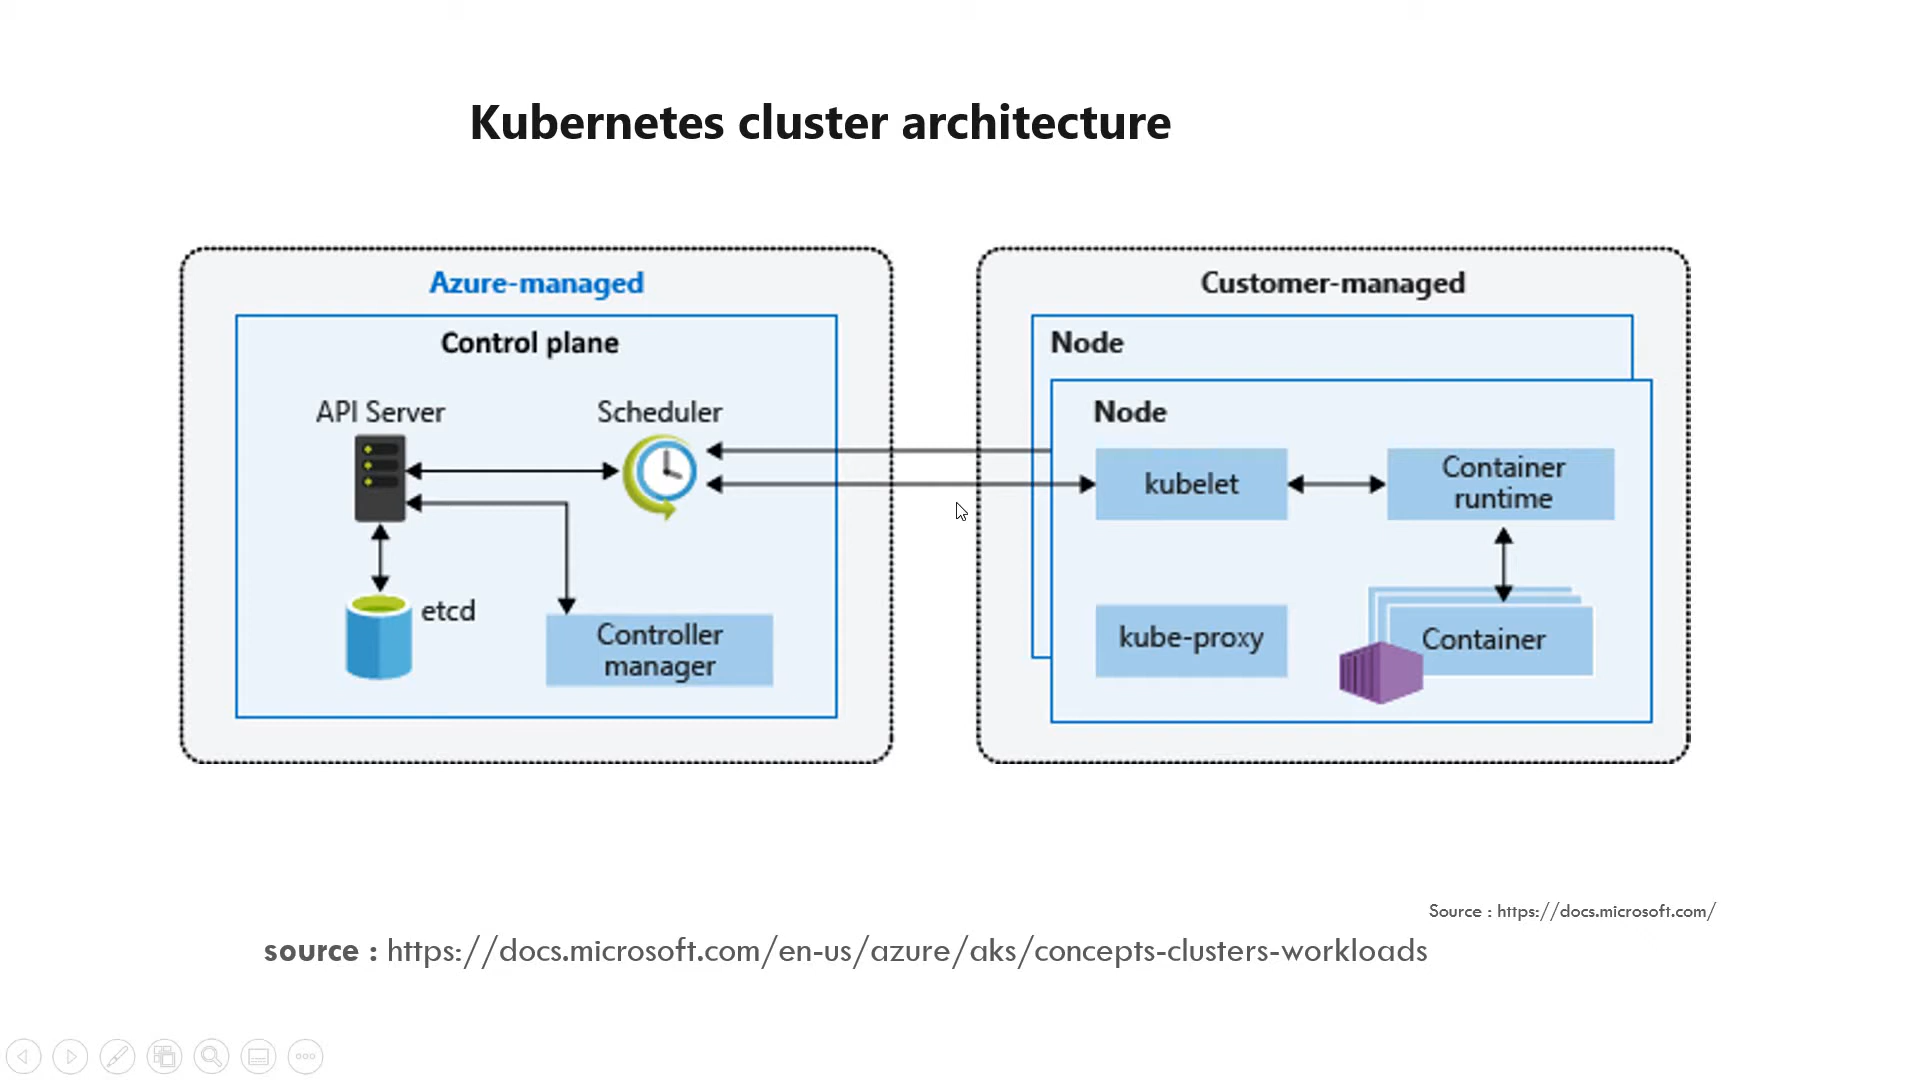 Kubernetes cluster architecture
Azure-managed
Control plane
API Server
Scheduler
etcd
Controller
manager
Customer-managed
Node
Node
kubelet
Container
runtime
kube-proxy
Container
Source : https://docs.microsoft.com/
source : https://docs.microsoft.com/en-us/azure/aks/concepts-clusters-workloads